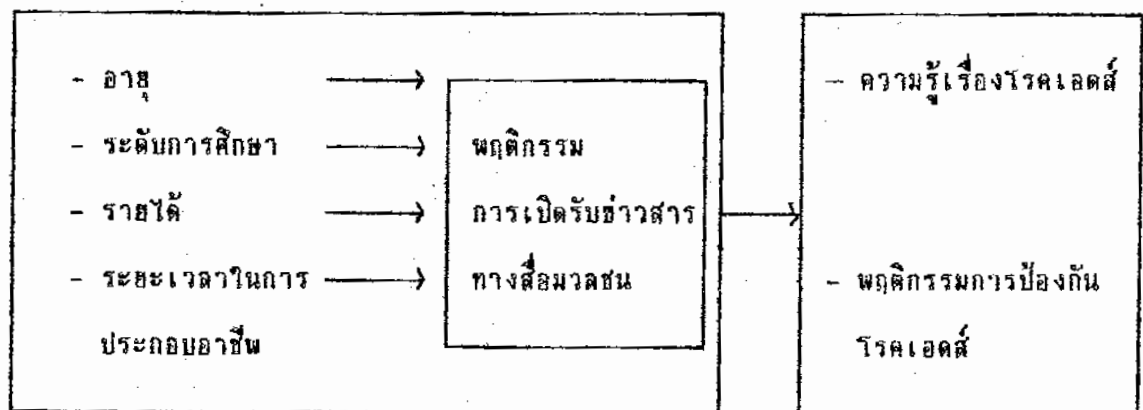 - อายุ
- ระดับการศึกษา
- รายได้
- ระยะเวลาในการ
ประกอบอาชีพ
พฤติกรรม
การเปิดรับข่าวสาร
ทางสื่อมวลชน
- ความรู้เรื่องโรคเอดส์
- พฤติกรรมการป้องกัน
โรคเอดส์